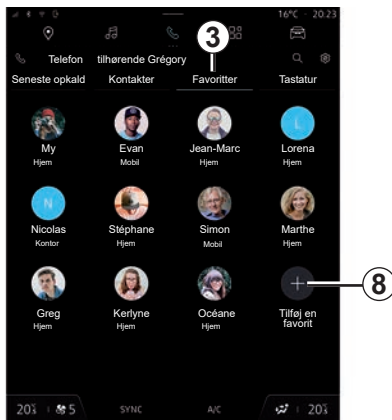 16°C - 20.23
3
Telefon tilhørende Grégory
Seneste opkald Kontakter Favoritter Tastatur
L
My Evan Jean-Marc Lorena
Hjem Mobil Hjem Hjem
N
Nicolas Stéphane Simon Marthe
Kontor Hjem Mobil Hjem
8
Greg Kerlyne Océane Tilføj en
Hjem Hjem Hjem favorit
20 5 SYNC A/C 20